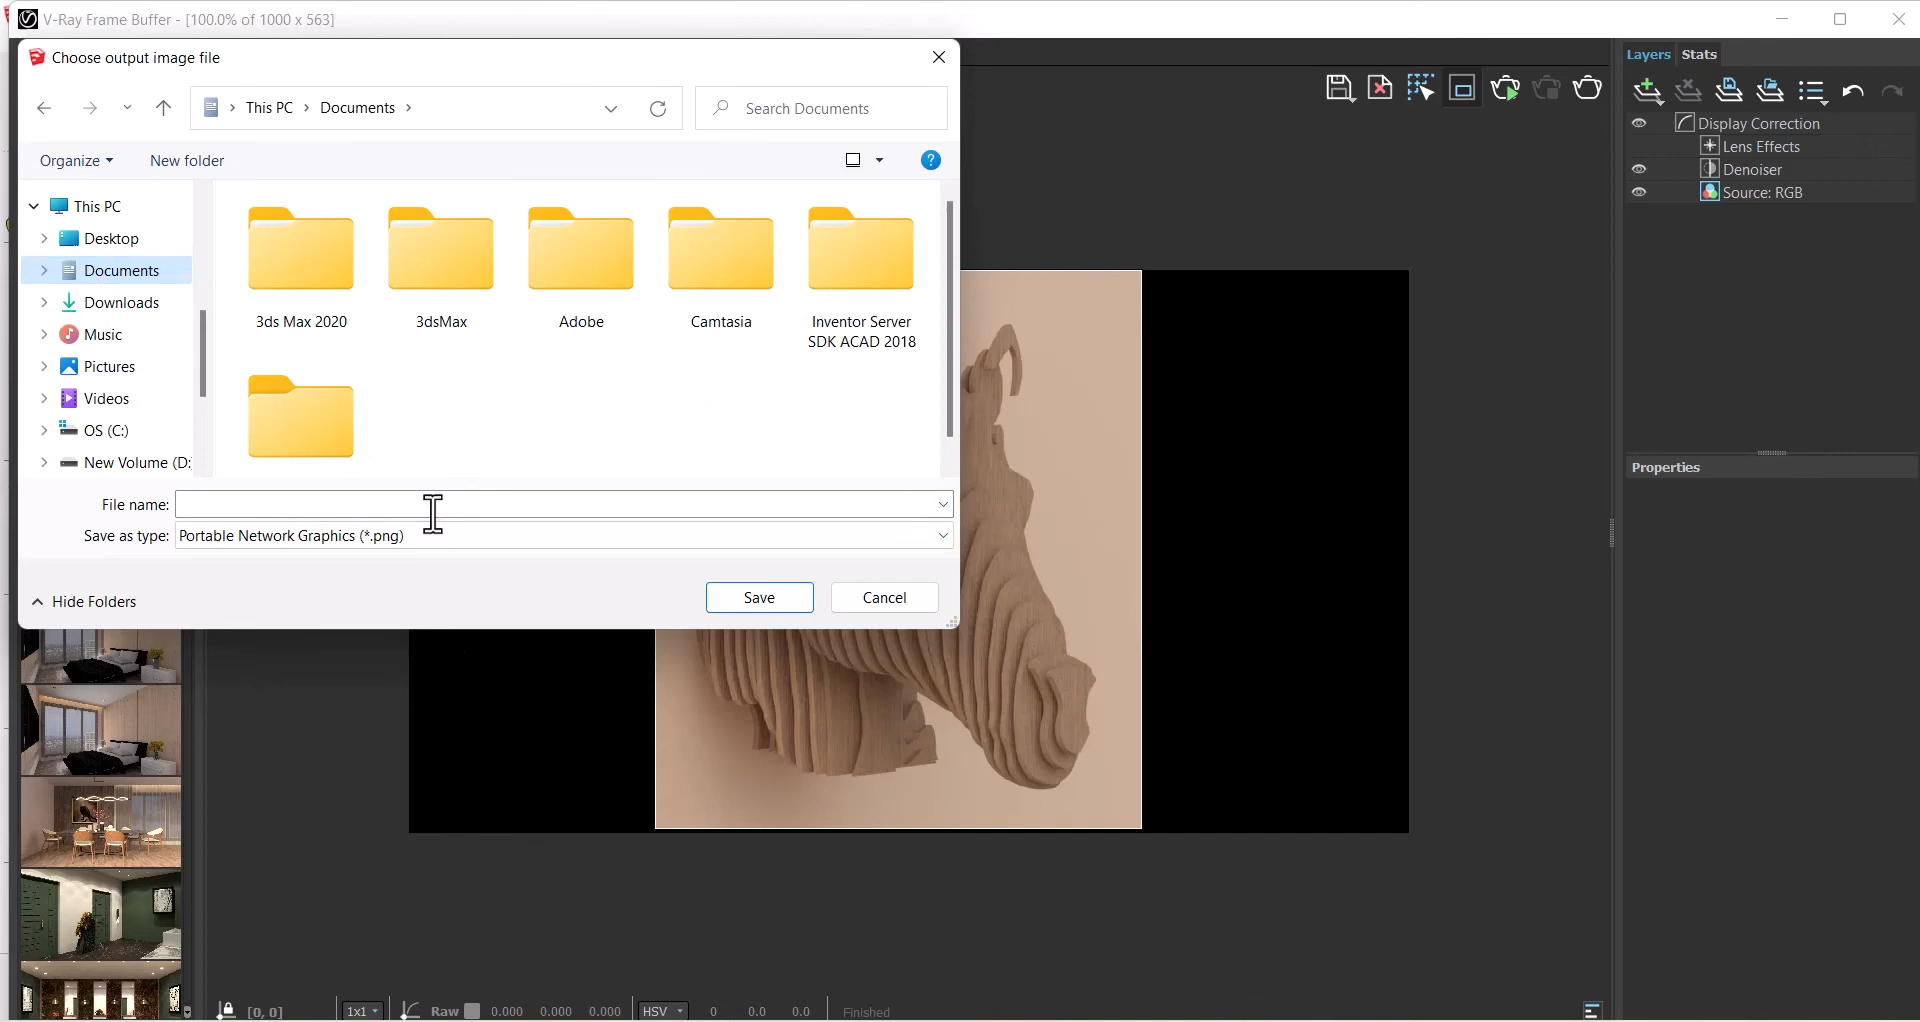 V-Ray Frame Buffer - [100.0% of 1000 x 563]
Choose output image file
This PC > Documents >
Search Documents
Organize
New folder
This PC
Desktop
Documents
Downloads
Music
Pictures
Videos
OS (C:)
New Volume (D:
3ds Max 2020
3dsMax
Adobe
Camtasia
Inventor Server
SDK ACAD 2018
File name:
Save as type: Portable Network Graphics (*.png)
Hide Folders
Save
Cancel
Layers Stats
Display Correction
Lens Effects
Denoiser
Source: RGB
Properties
[0, 0]
1x1
Raw 0.000 0.000 0.000
HSV 0 0.0 0.0
Finished